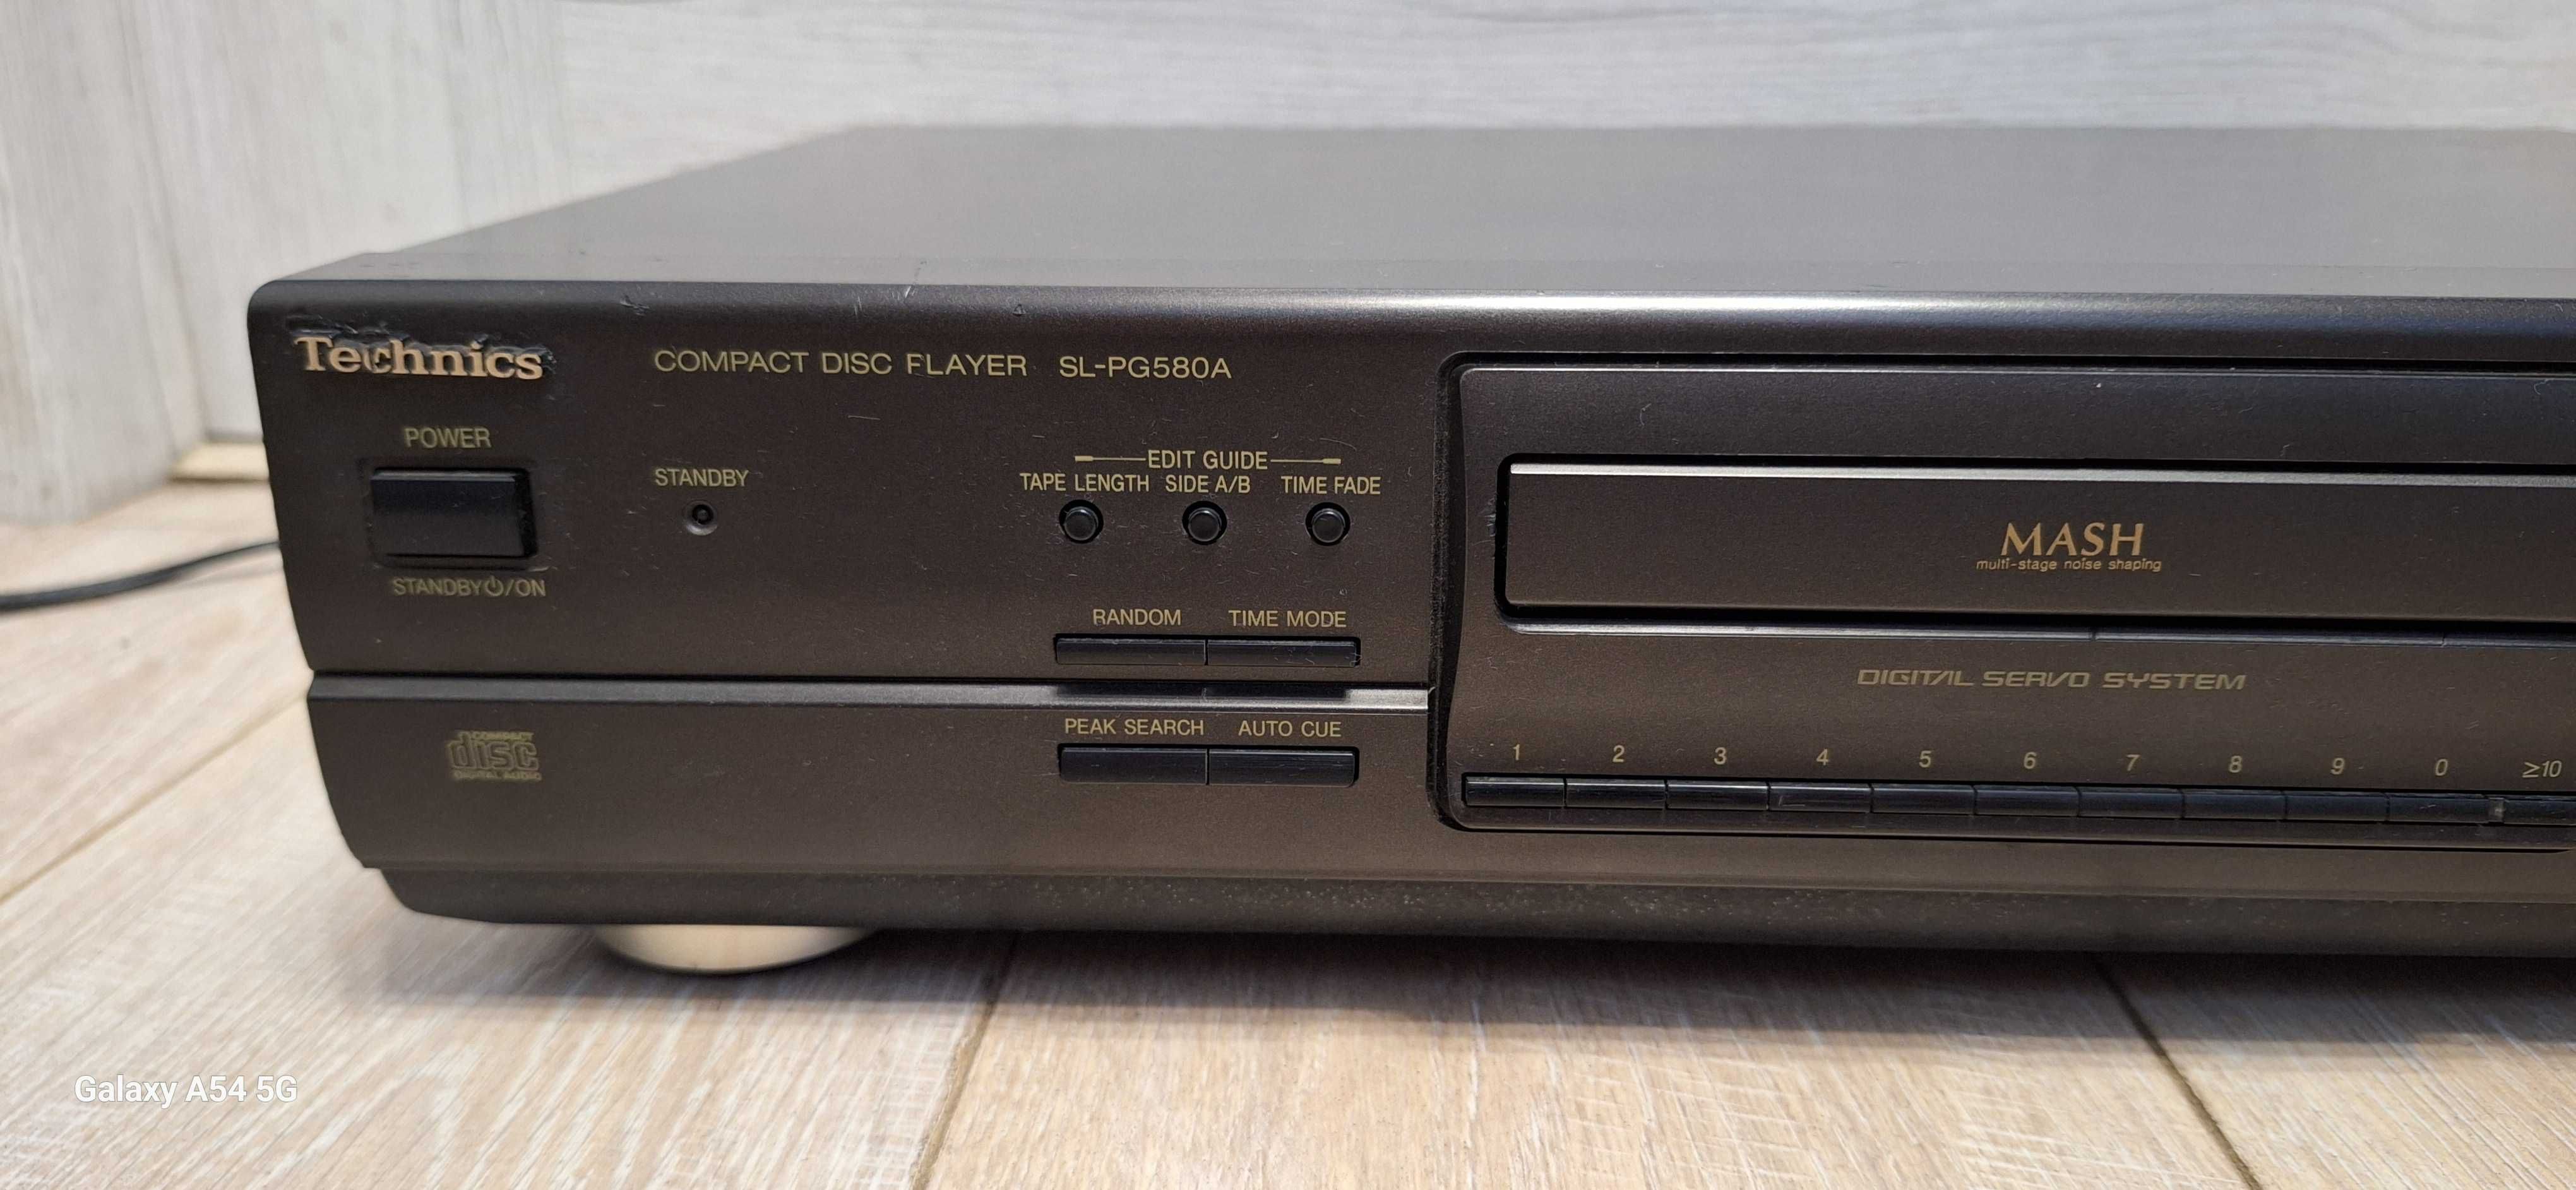 Technics
COMPACT DISC FLAYER SL-PG580A
POWER
STANDBY⏻/ON
STANDBY
EDIT GUIDE
TAPE LENGTH SIDE A/B TIME FADE
RANDOM TIME MODE
PEAK SEARCH AUTO CUE
COMPACT
disc
DIGITAL AUDIO
MASH
multi-stage noise shaping
DIGITAL SERVO SYSTEM
1 2 3 4 5 6 7 8 9 0 ≥10
Galaxy A54 5G